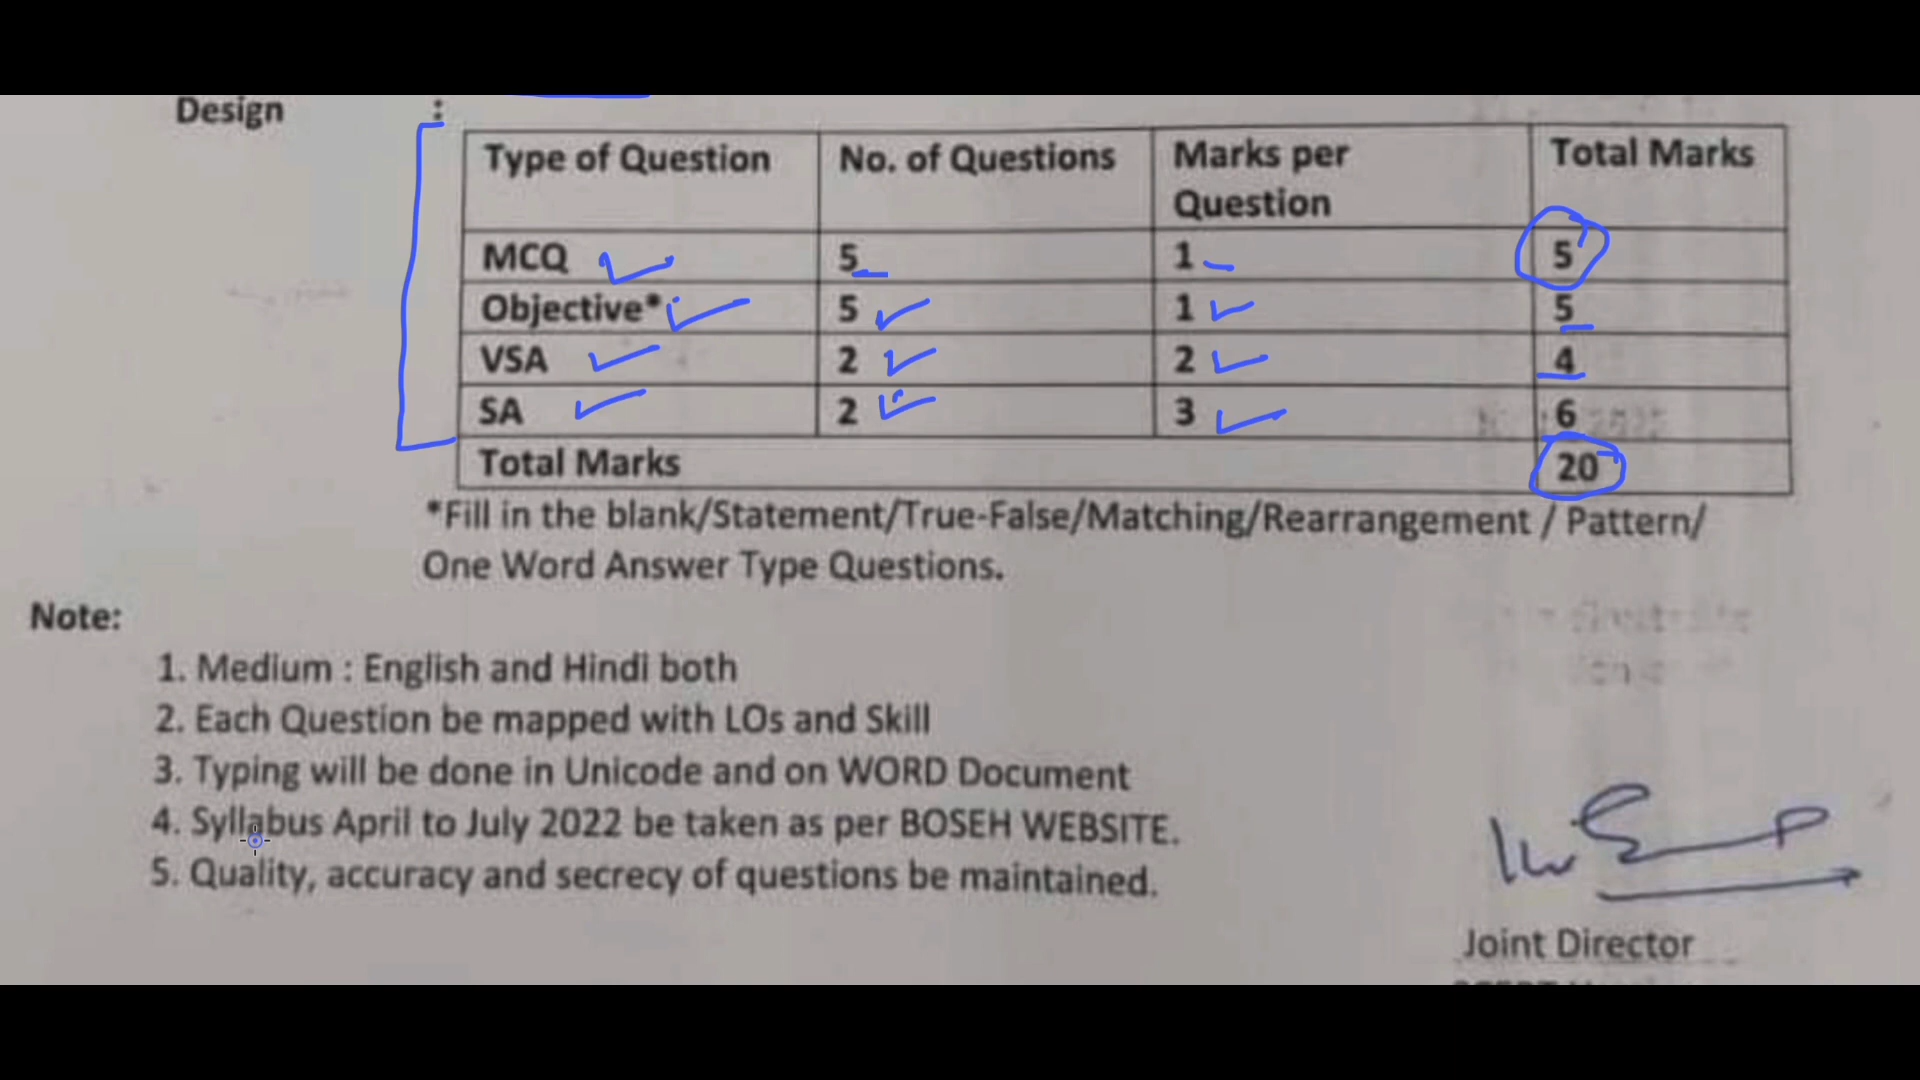 Design :
Type of Question No. of Questions Marks per Question Total Marks
MCQ 5 1 5
Objective* 5 1 5
VSA 2 2 4
SA 2 3 6
Total Marks 20
*Fill in the blank/Statement/True-False/Matching/Rearrangement / Pattern/
One Word Answer Type Questions.
Note:
1. Medium : English and Hindi both
2. Each Question be mapped with LOs and Skill
3. Typing will be done in Unicode and on WORD Document
4. Syllabus April to July 2022 be taken as per BOSEH WEBSITE.
5. Quality, accuracy and secrecy of questions be maintained.
Joint Director